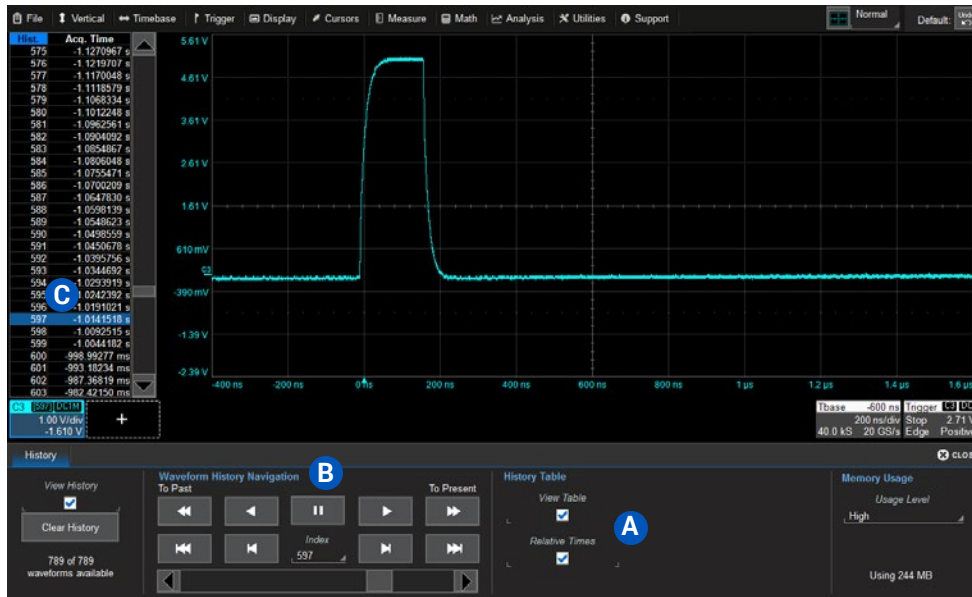 File Vertical Timebase Trigger Display Cursors Measure Math Analysis Utilities Support Normal Default: Undo
Hist. Acq. Time
575 -1.1270967 s
576 -1.1219707 s
577 -1.1170048 s
578 -1.1118579 s
579 -1.1068334 s
580 -1.1012248 s
581 -1.0962561 s
582 -1.0904092 s
583 -1.0854867 s
584 -1.0806048 s
585 -1.0755471 s
586 -1.0700209 s
587 -1.0647830 s
588 -1.0598139 s
589 -1.0548623 s
590 -1.0498559 s
591 -1.0450678 s
592 -1.0395756 s
593 -1.0344692 s
594 -1.0293919 s
595 -1.0242392 s
596 -1.0191021 s
597 -1.0141518 s
598 -1.0092515 s
599 -1.0044182 s
600 -998.99277 ms
601 -993.18234 ms
602 -987.36819 ms
603 -982.42150 ms
C
5.61 V
4.61 V
3.61 V
2.61 V
1.61 V
610 mV
C3
-390 mV
-1.39 V
-2.39 V
-400 ns -200 ns 0 ns 200 ns 400 ns 600 ns 800 ns 1 µs 1.2 µs 1.4 µs 1.6 µs
C3 [597] DC1M
1.00 V/div
-1.610 V
+
Tbase -600 ns
200 ns/div
40.0 kS 20 GS/s
Trigger C3 DC
Stop 2.71 V
Edge Positive
History
CLOS
View History
Clear History
789 of 789
waveforms available
Waveform History Navigation
B
To Past To Present
Index
597
History Table
View Table
A
Relative Times
Memory Usage
Usage Level
High
Using 244 MB